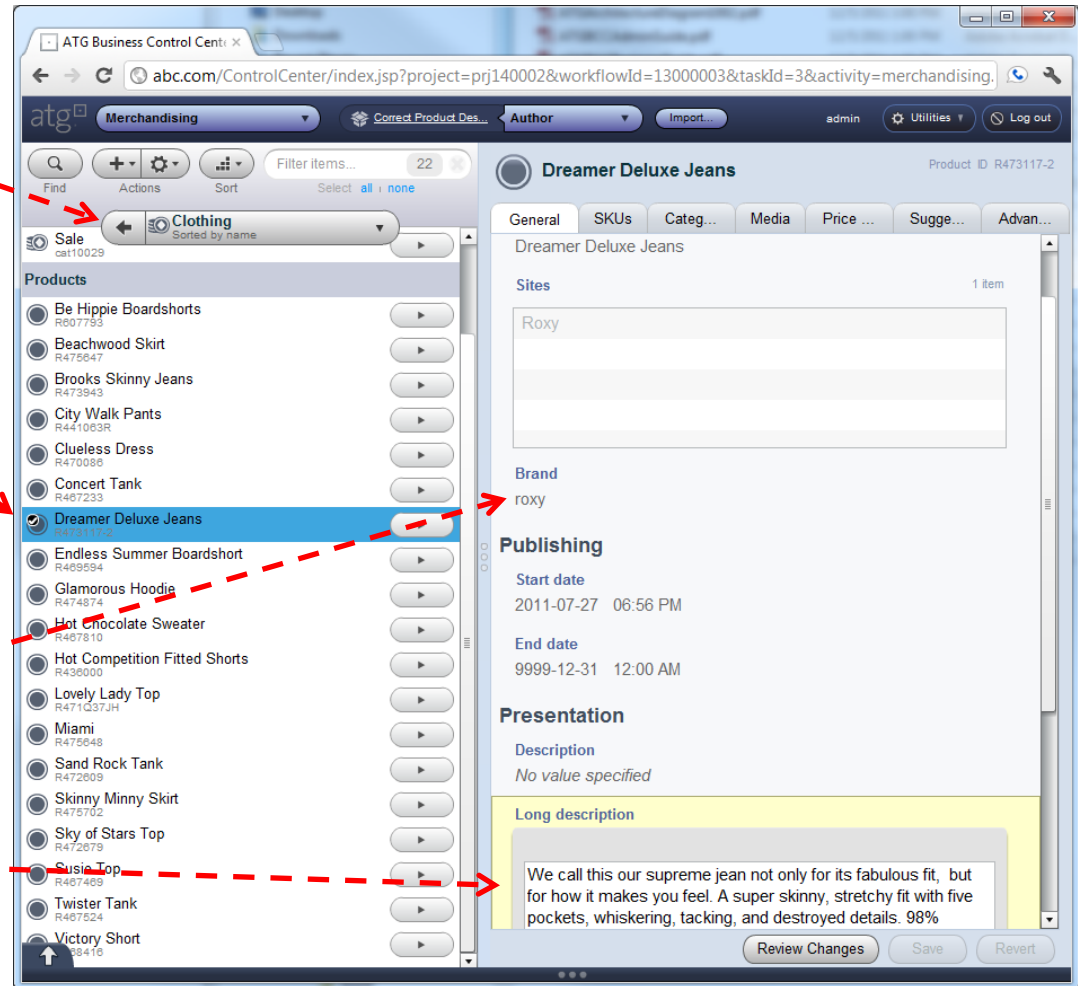 ATG Business Control Cente
abc.com/ControlCenter/index.jsp?project=prj140002&workflowId=13000003&taskId=3&activity=merchandising.
atg
Merchandising
Correct Product Des...
Author
Import...
admin
Utilities
Log out
Find
Actions
Sort
Filter items...
22
Select all none
Clothing
Sorted by name
Sale
cat10029
Products
Be Hippie Boardshorts
R607793
Beachwood Skirt
R475647
Brooks Skinny Jeans
R473943
City Walk Pants
R441063R
Clueless Dress
R470086
Concert Tank
R467233
Dreamer Deluxe Jeans
R473117-2
Endless Summer Boardshort
R469594
Glamorous Hoodie
R474874
Hot Chocolate Sweater
R467810
Hot Competition Fitted Shorts
R436000
Lovely Lady Top
R471Q37JH
Miami
R475648
Sand Rock Tank
R472609
Skinny Minny Skirt
R475702
Sky of Stars Top
R472679
Susie Top
R467469
Twister Tank
R467524
Victory Short
68416
Dreamer Deluxe Jeans
Product ID R473117-2
General
SKUs
Categ...
Media
Price ...
Sugge...
Advan...
Dreamer Deluxe Jeans
Sites
1 item
Roxy
Brand
roxy
Publishing
Start date
2011-07-27 06:56 PM
End date
9999-12-31 12:00 AM
Presentation
Description
No value specified
Long description
We call this our supreme jean not only for its fabulous fit, but
for how it makes you feel. A super skinny, stretchy fit with five
pockets, whiskering, tacking, and destroyed details. 98%
Review Changes
Save
Revert